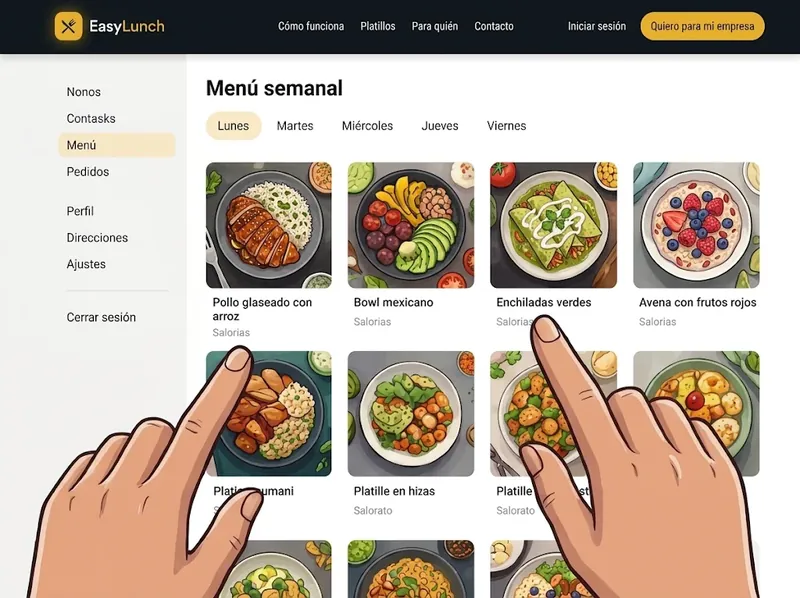 EasyLunch
Cómo funciona
Platillos
Para quién
Contacto
Iniciar sesión
Quiero para mi empresa
Nonos
Contasks
Menú
Pedidos
Perfil
Direcciones
Ajustes
Cerrar sesión
Menú semanal
Lunes
Martes
Miércoles
Jueves
Viernes
Pollo glaseado con
arroz
Salorias
Bowl mexicano
Salorias
Enchiladas verdes
Salorias
Avena con frutos rojos
Salorias
Platille en hizas
Salorato
Platille
Salorato